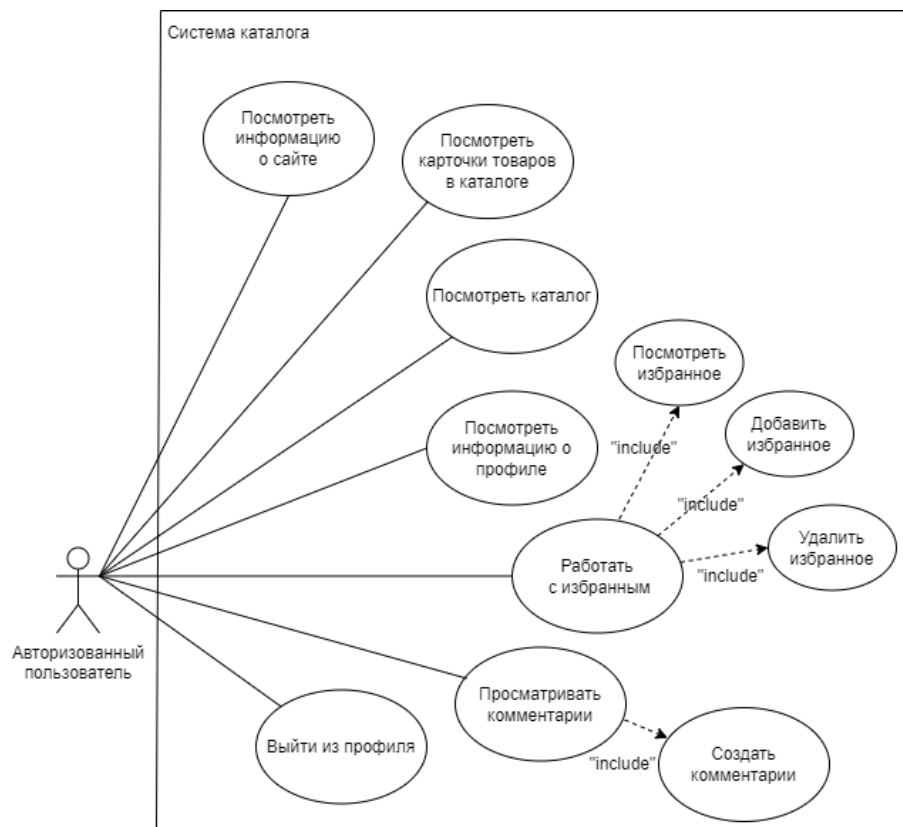 Система каталога
Посмотреть
информацию
о сайте
Посмотреть
карточки товаров
в каталоге
Посмотреть каталог
Посмотреть
избранное
Посмотреть
информацию о
профиле
"include"
Добавить
избранное
"include"
Удалить
избранное
"include"
Работать
с избранным
Авторизованный
пользователь
Просматривать
комментарии
"include"
Создать
комментарии
Выйти из профиля